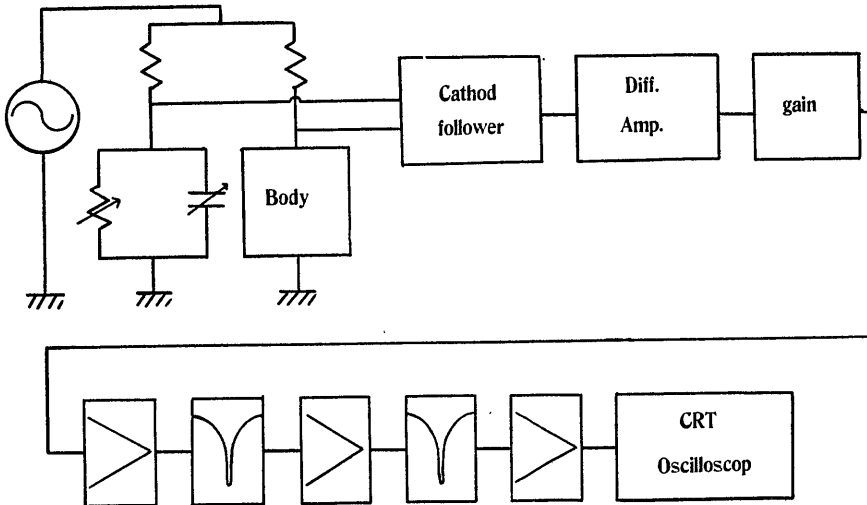 Cathod
follower
Diff.
Amp.
gain
Body
CRT
Oscilloscop